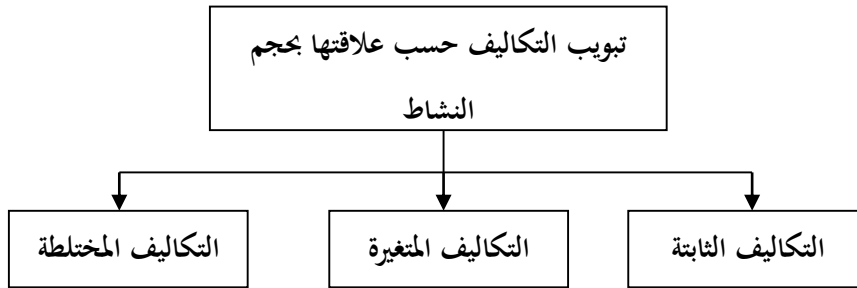 تبويب التكاليف حسب علاقتها بحجم
النشاط
التكاليف الثابتة
التكاليف المتغيرة
التكاليف المختلطة